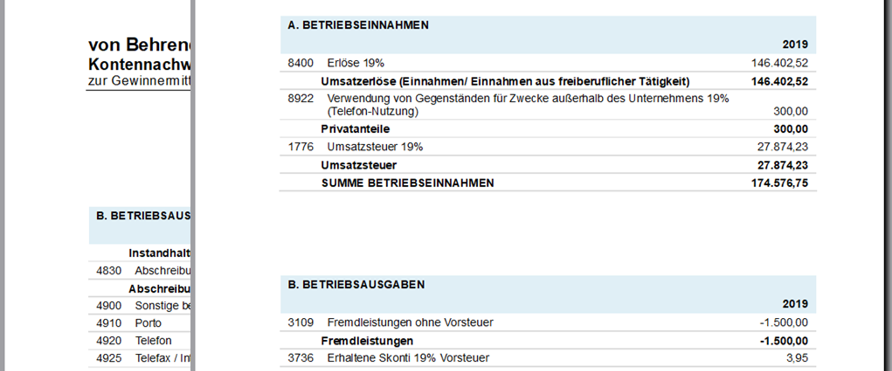 von Behren
Kontennachw
zur Gewinnermitt
B. BETRIEBSAUS
Instandhalt
4830 Abschreibu
Abschreibu
4900 Sonstige be
4910 Porto
4920 Telefon
4925 Telefax / In
A. BETRIEBSEINNAHMEN
2019
8400 Erlöse 19% 146.402,52
Umsatzerlöse (Einnahmen/ Einnahmen aus freiberuflicher Tätigkeit) 146.402,52
8922 Verwendung von Gegenständen für Zwecke außerhalb des Unternehmens 19%
(Telefon-Nutzung) 300,00
Privatanteile 300,00
1776 Umsatzsteuer 19% 27.874,23
Umsatzsteuer 27.874,23
SUMME BETRIEBSEINNAHMEN 174.576,75
B. BETRIEBSAUSGABEN
2019
3109 Fremdleistungen ohne Vorsteuer -1.500,00
Fremdleistungen -1.500,00
3736 Erhaltene Skonti 19% Vorsteuer 3,95